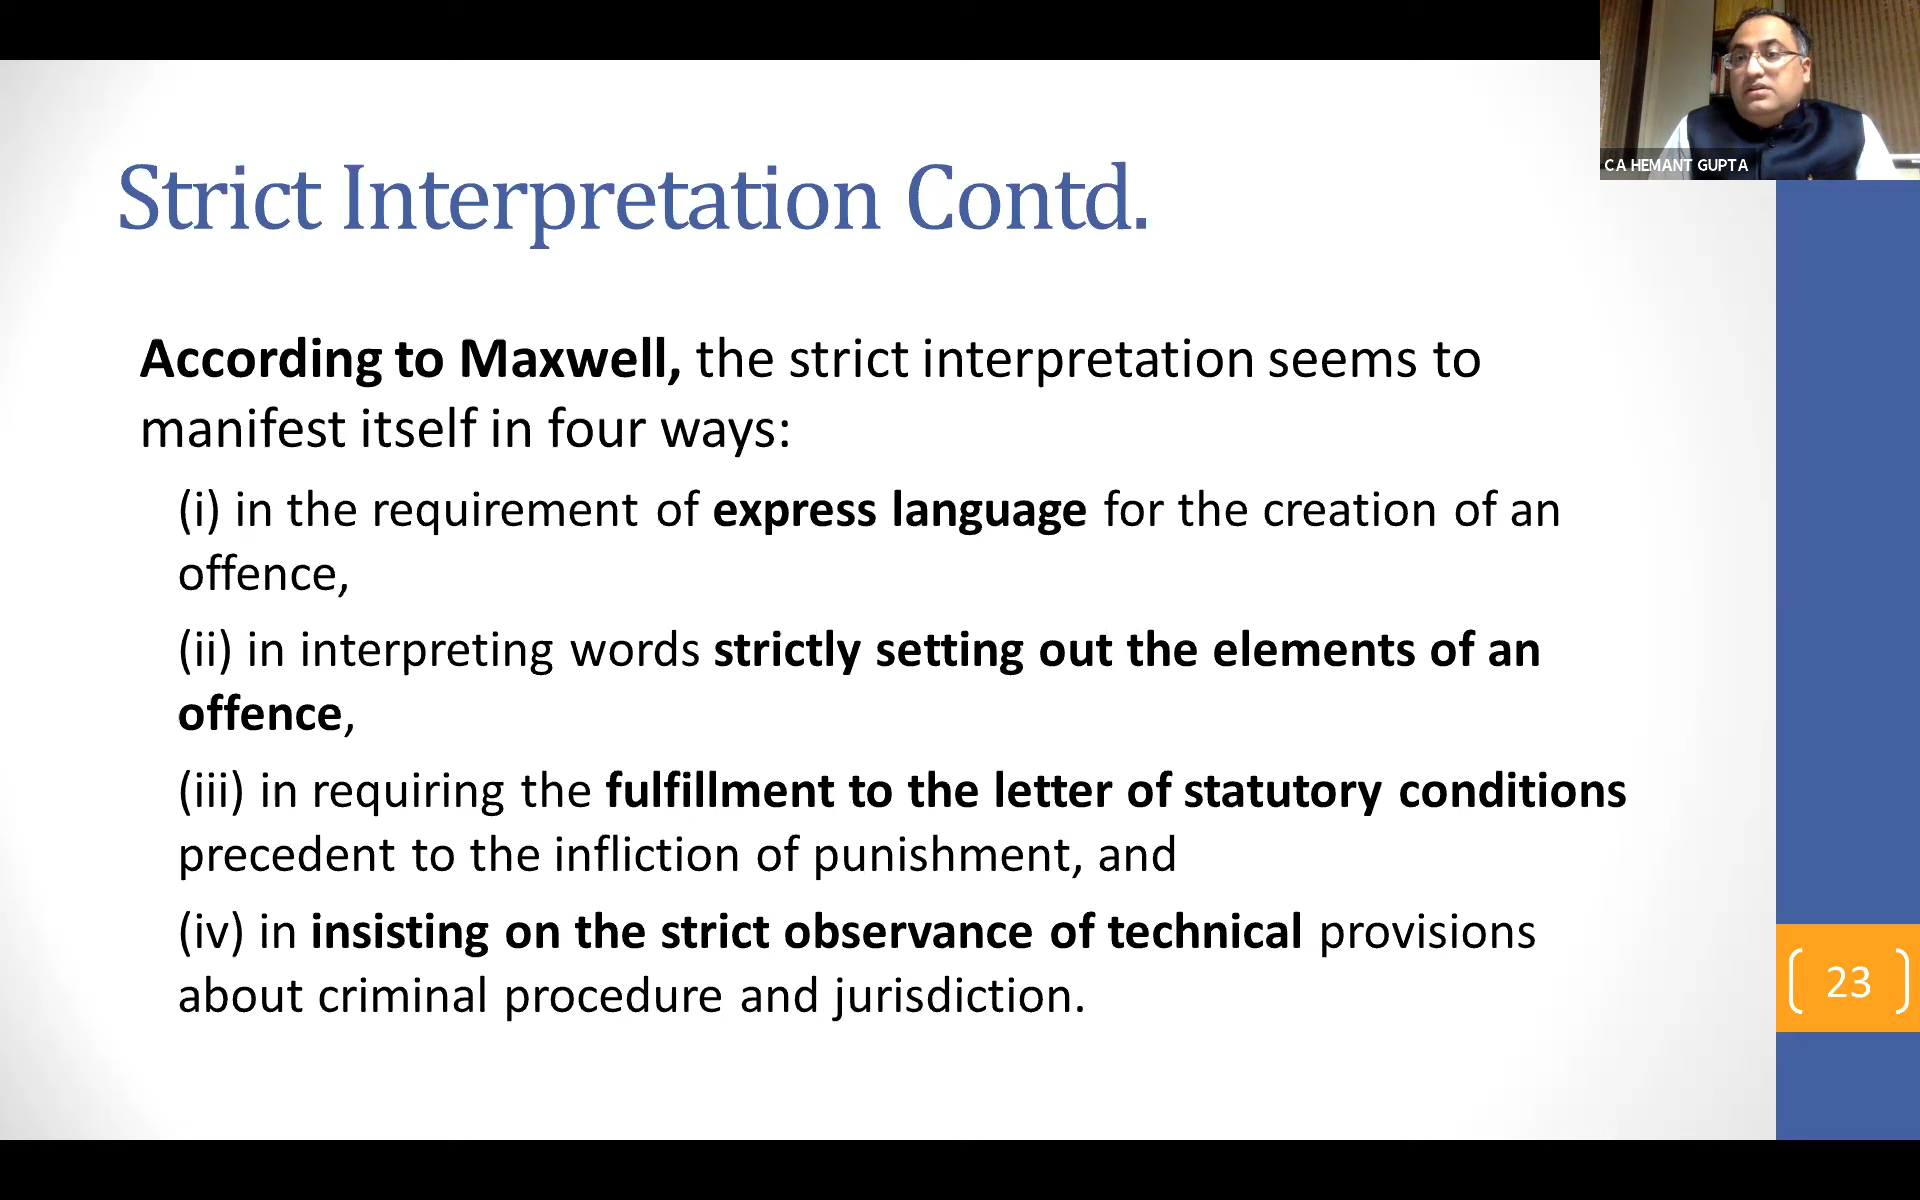 CA HEMANT GUPTA
Strict Interpretation Contd.
According to Maxwell, the strict interpretation seems to
manifest itself in four ways:
(i) in the requirement of express language for the creation of an
offence,
(ii) in interpreting words strictly setting out the elements of an
offence,
(iii) in requiring the fulfillment to the letter of statutory conditions
precedent to the infliction of punishment, and
(iv) in insisting on the strict observance of technical provisions
about criminal procedure and jurisdiction.
23